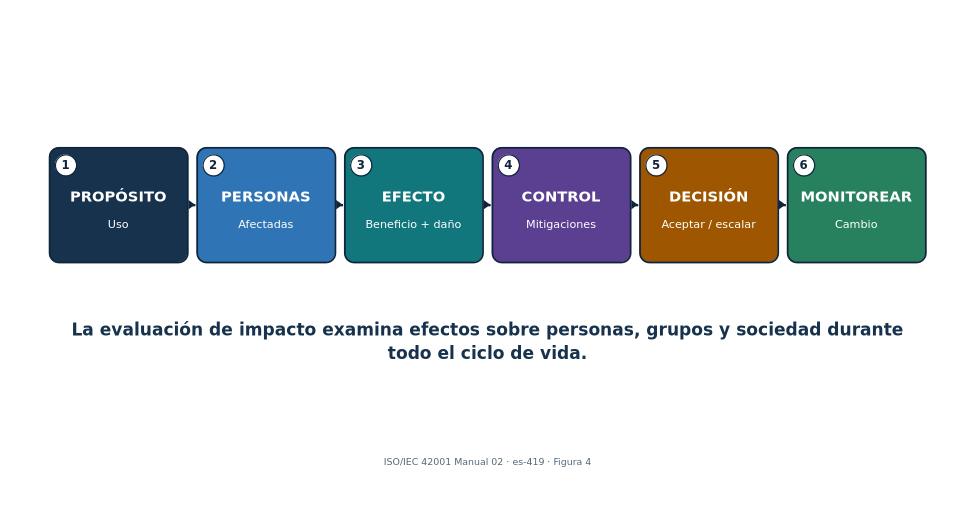 1
PROPÓSITO
Uso
2
PERSONAS
Afectadas
3
EFECTO
Beneficio + daño
4
CONTROL
Mitigaciones
5
DECISIÓN
Aceptar / escalar
6
MONITOREAR
Cambio
La evaluación de impacto examina efectos sobre personas, grupos y sociedad durante
todo el ciclo de vida.
ISO/IEC 42001 Manual 02 · es-419 · Figura 4